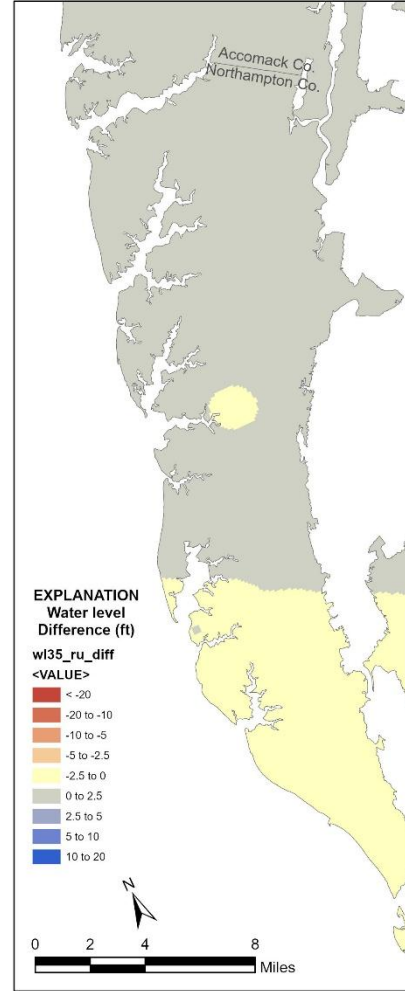 Accomack Co.
Northampton Co.
EXPLANATION
Water level
Difference (ft)
wl35_ru_diff
<VALUE>
< -20
-20 to -10
-10 to -5
-5 to -2.5
-2.5 to 0
0 to 2.5
2.5 to 5
5 to 10
10 to 20
N
0 2 4 8
Miles